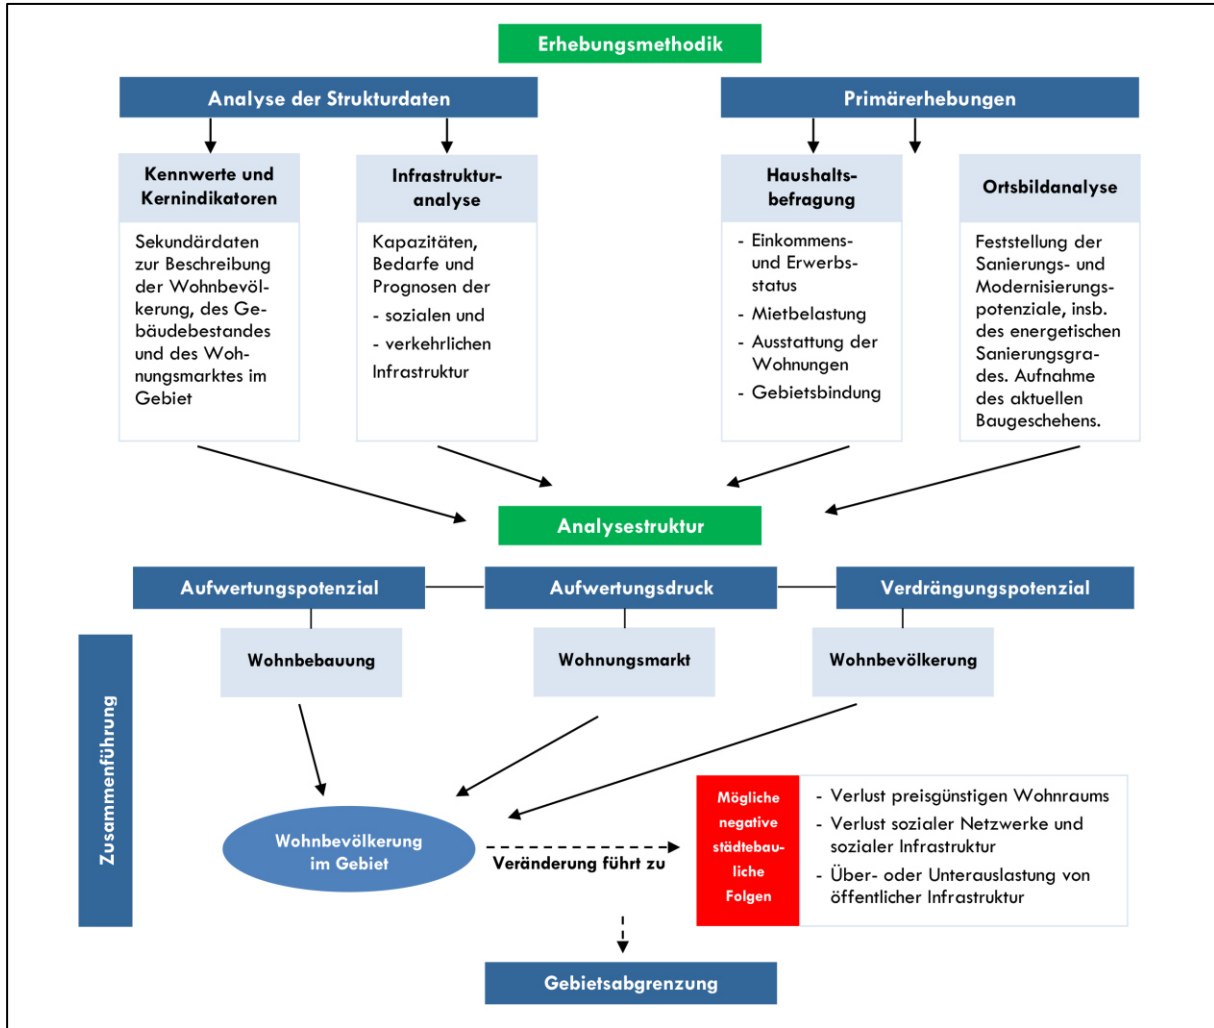 Erhebungsmethodik
Analyse der Strukturdaten
Primärerhebungen
Kennwerte und
Kernindikatoren
Sekundärdaten
zur Beschreibung
der Wohnbevöl-
kerung, des Ge-
bäudebestandes
und des Woh-
nungsmarktes im
Gebiet
Infrastruktur-
analyse
Kapazitäten,
Bedarfe und
Prognosen der
- sozialen und
- verkehrlichen
Infrastruktur
Haushalts-
befragung
- Einkommens-
und Erwerbs-
status
- Mietbelastung
- Ausstattung der
Wohnungen
- Gebietsbindung
Ortsbildanalyse
Feststellung der
Sanierungs- und
Modernisierungs-
potenziale, insb.
des energetischen
Sanierungsgra-
des. Aufnahme
des aktuellen
Baugeschehens.
Analysestruktur
Aufwertungspotenzial
Aufwertungsdruck
Verdrängungspotenzial
Wohnbebauung
Wohnungsmarkt
Wohnbevölkerung
Zusammenführung
Wohnbevölkerung
im Gebiet
Veränderung führt zu
Mögliche
negative
städtebau-
liche
Folgen
- Verlust preisgünstigen Wohnraums
- Verlust sozialer Netzwerke und
sozialer Infrastruktur
- Über- oder Unterauslastung von
öffentlicher Infrastruktur
Gebietsabgrenzung